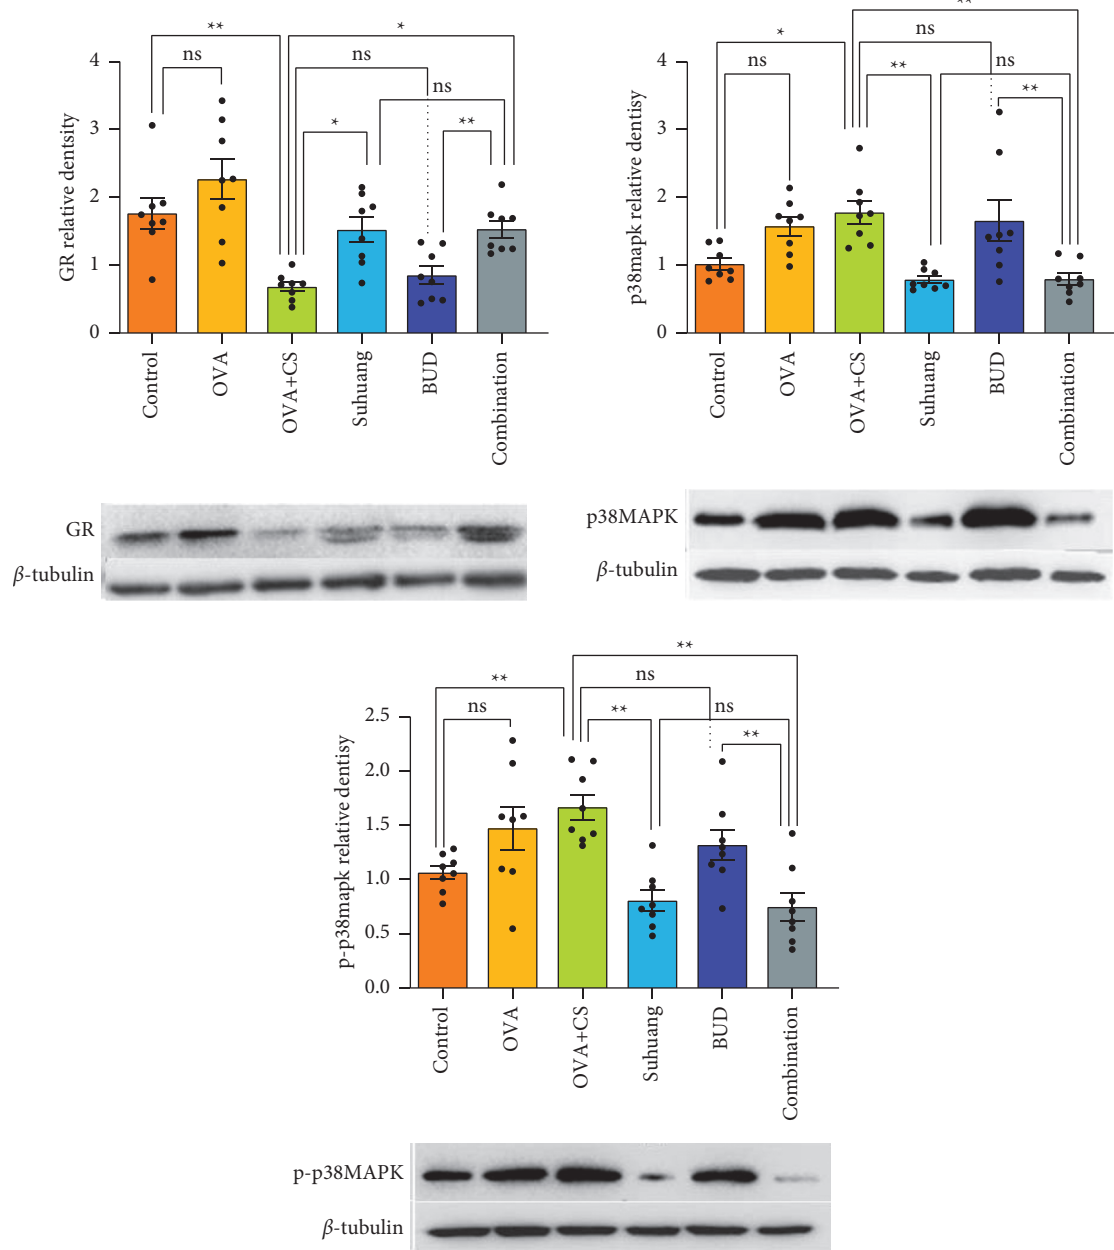 ** *
ns ns ns
* **
GR relative dentsity
4
3
2
1
0
Control
OVA
OVA+CS
Suhuang
BUD
Combination
GR
β-tubulin
**
* ns
ns ** ns
**
p38mapk relative dentisy
4
3
2
1
0
Control
OVA
OVA+CS
Suhuang
BUD
Combination
p38MAPK
β-tubulin
**
** ns
ns ** ns
**
p-p38mapk relative dentisy
2.5
2.0
1.5
1.0
0.5
0.0
Control
OVA
OVA+CS
Suhuang
BUD
Combination
p-p38MAPK
β-tubulin